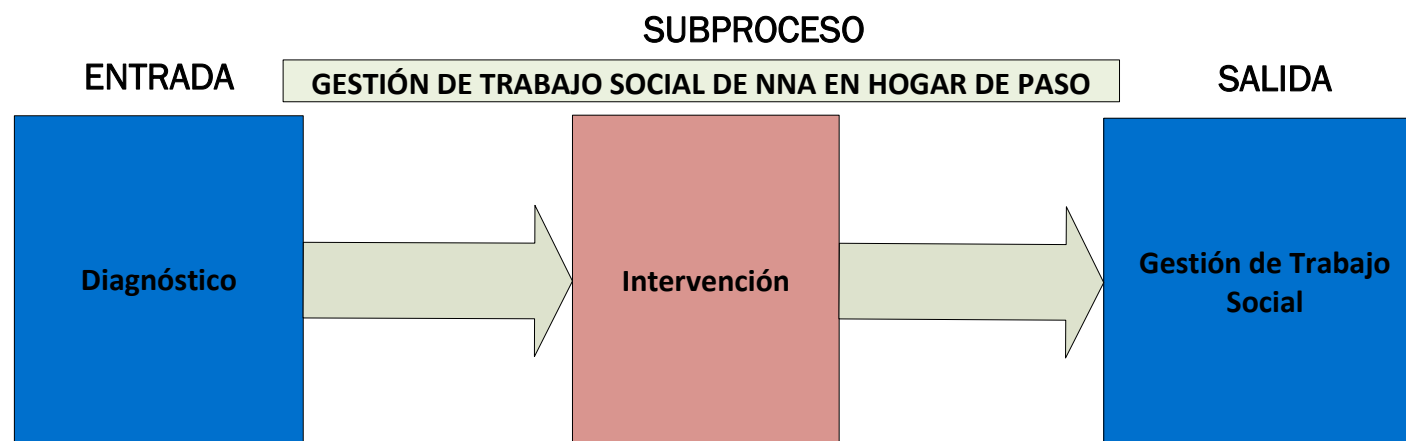 SUBPROCESO
ENTRADA
GESTIÓN DE TRABAJO SOCIAL DE NNA EN HOGAR DE PASO
SALIDA
Diagnóstico
Intervención
Gestión de Trabajo
Social